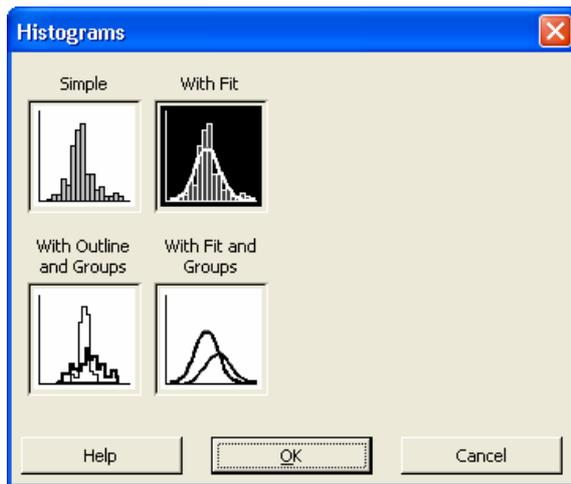 Histograms
Simple
With Fit
With Outline
and Groups
With Fit and
Groups
Help
OK
Cancel